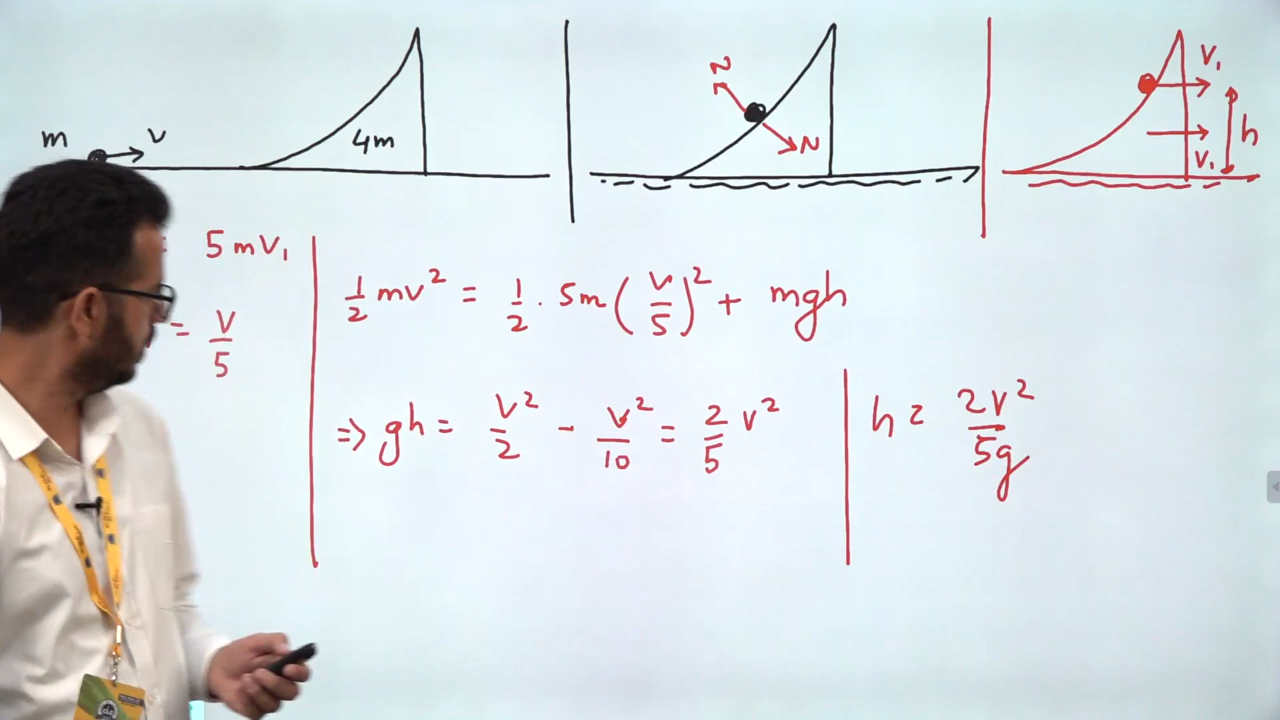 m v 4m
N N
V₁ h V₁
5mV₁
= V/5
½ mv² = ½ · 5m (V/5)² + mgh
⇒ gh = V²/2 - V²/10 = 2/5 V²
h = 2V²/5g